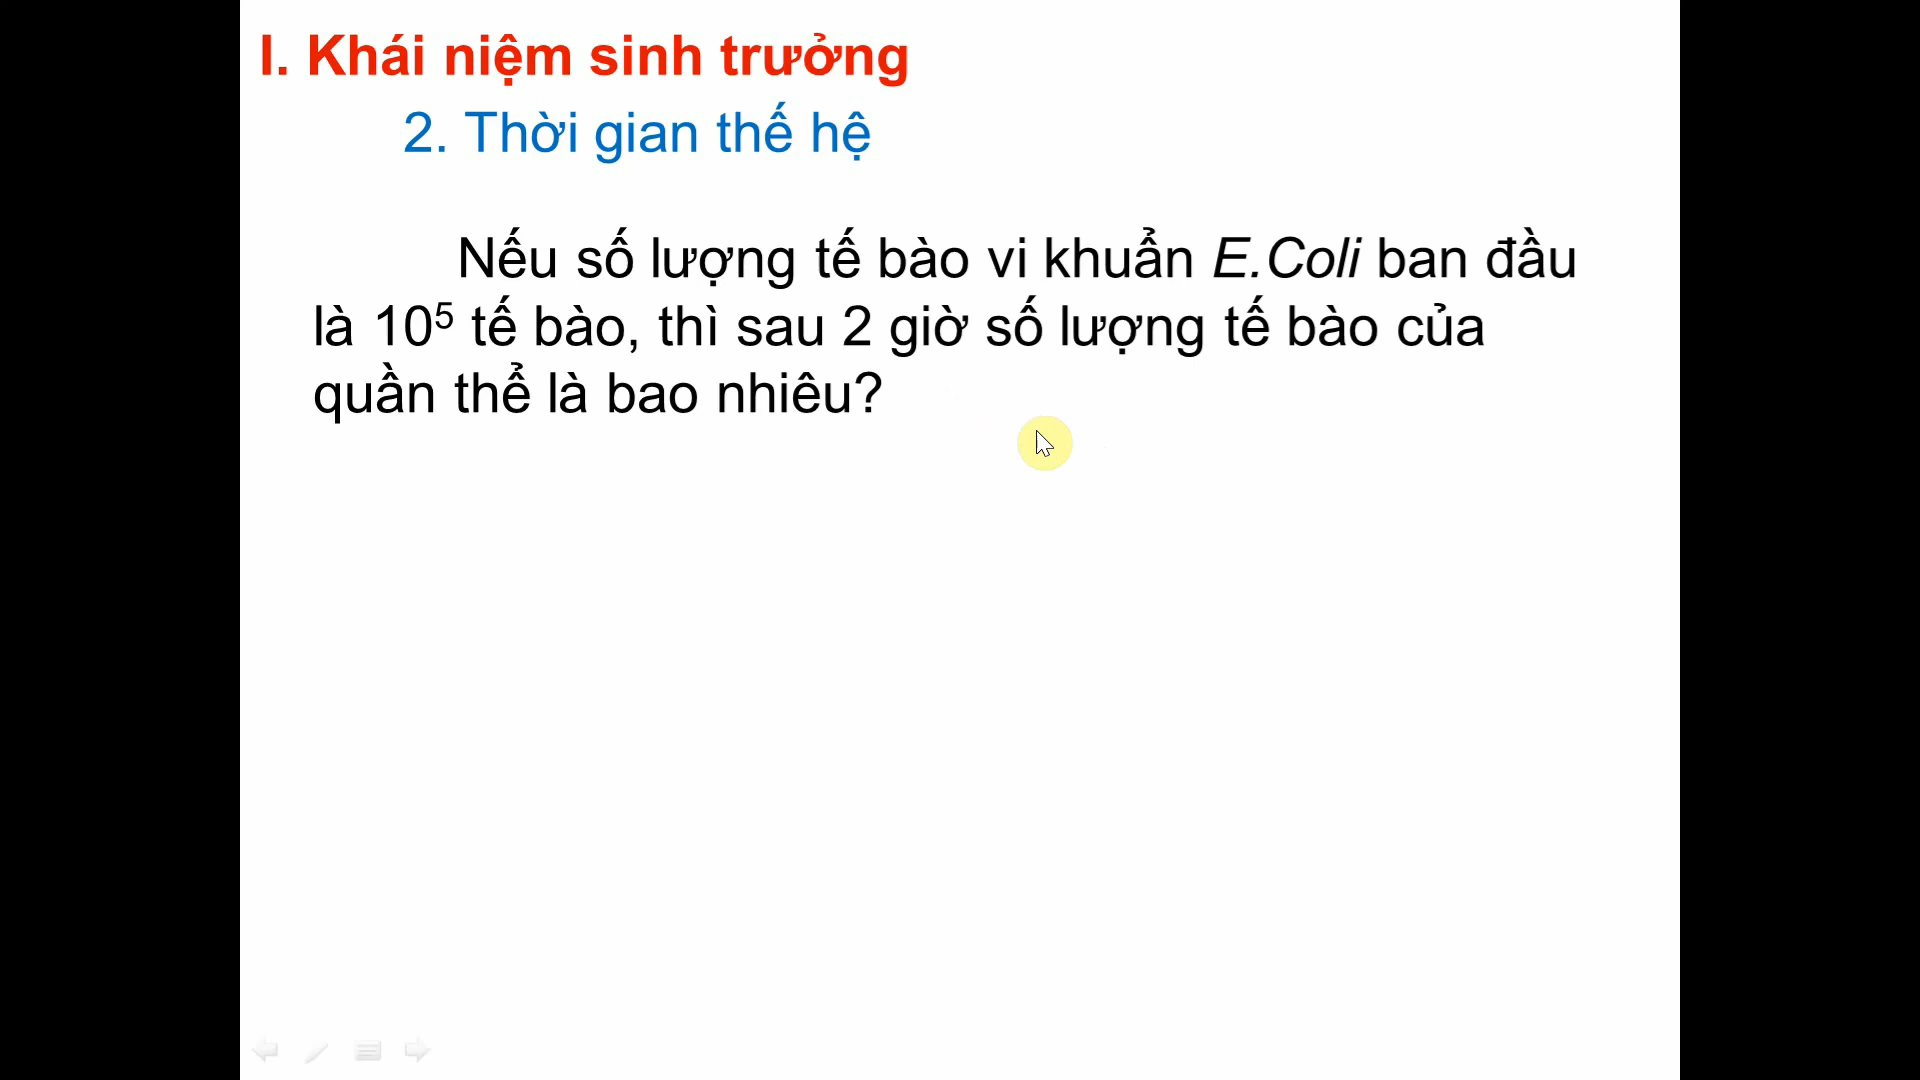 I. Khái niệm sinh trưởng
2. Thời gian thế hệ
Nếu số lượng tế bào vi khuẩn E.Coli ban đầu
là 10⁵ tế bào, thì sau 2 giờ số lượng tế bào của
quần thể là bao nhiêu?